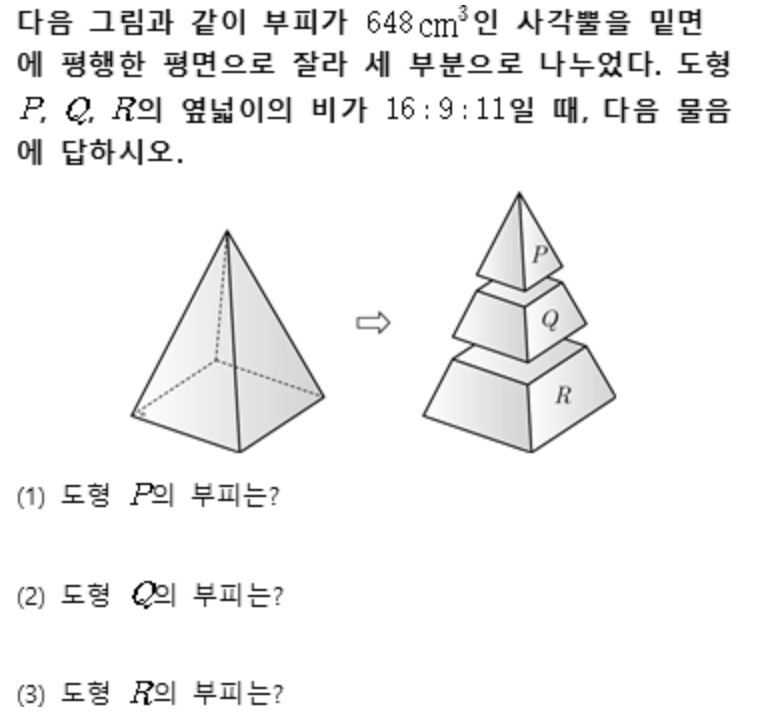 다음 그림과 같이 부피가 648cm³인 사각뿔을 밑면
에 평행한 평면으로 잘라 세 부분으로 나누었다. 도형
P, Q, R의 옆넓이의 비가 16 : 9 : 11일 때, 다음 물음
에 답하시오.
P
Q
R
(1) 도형 P의 부피는?
(2) 도형 Q의 부피는?
(3) 도형 R의 부피는?